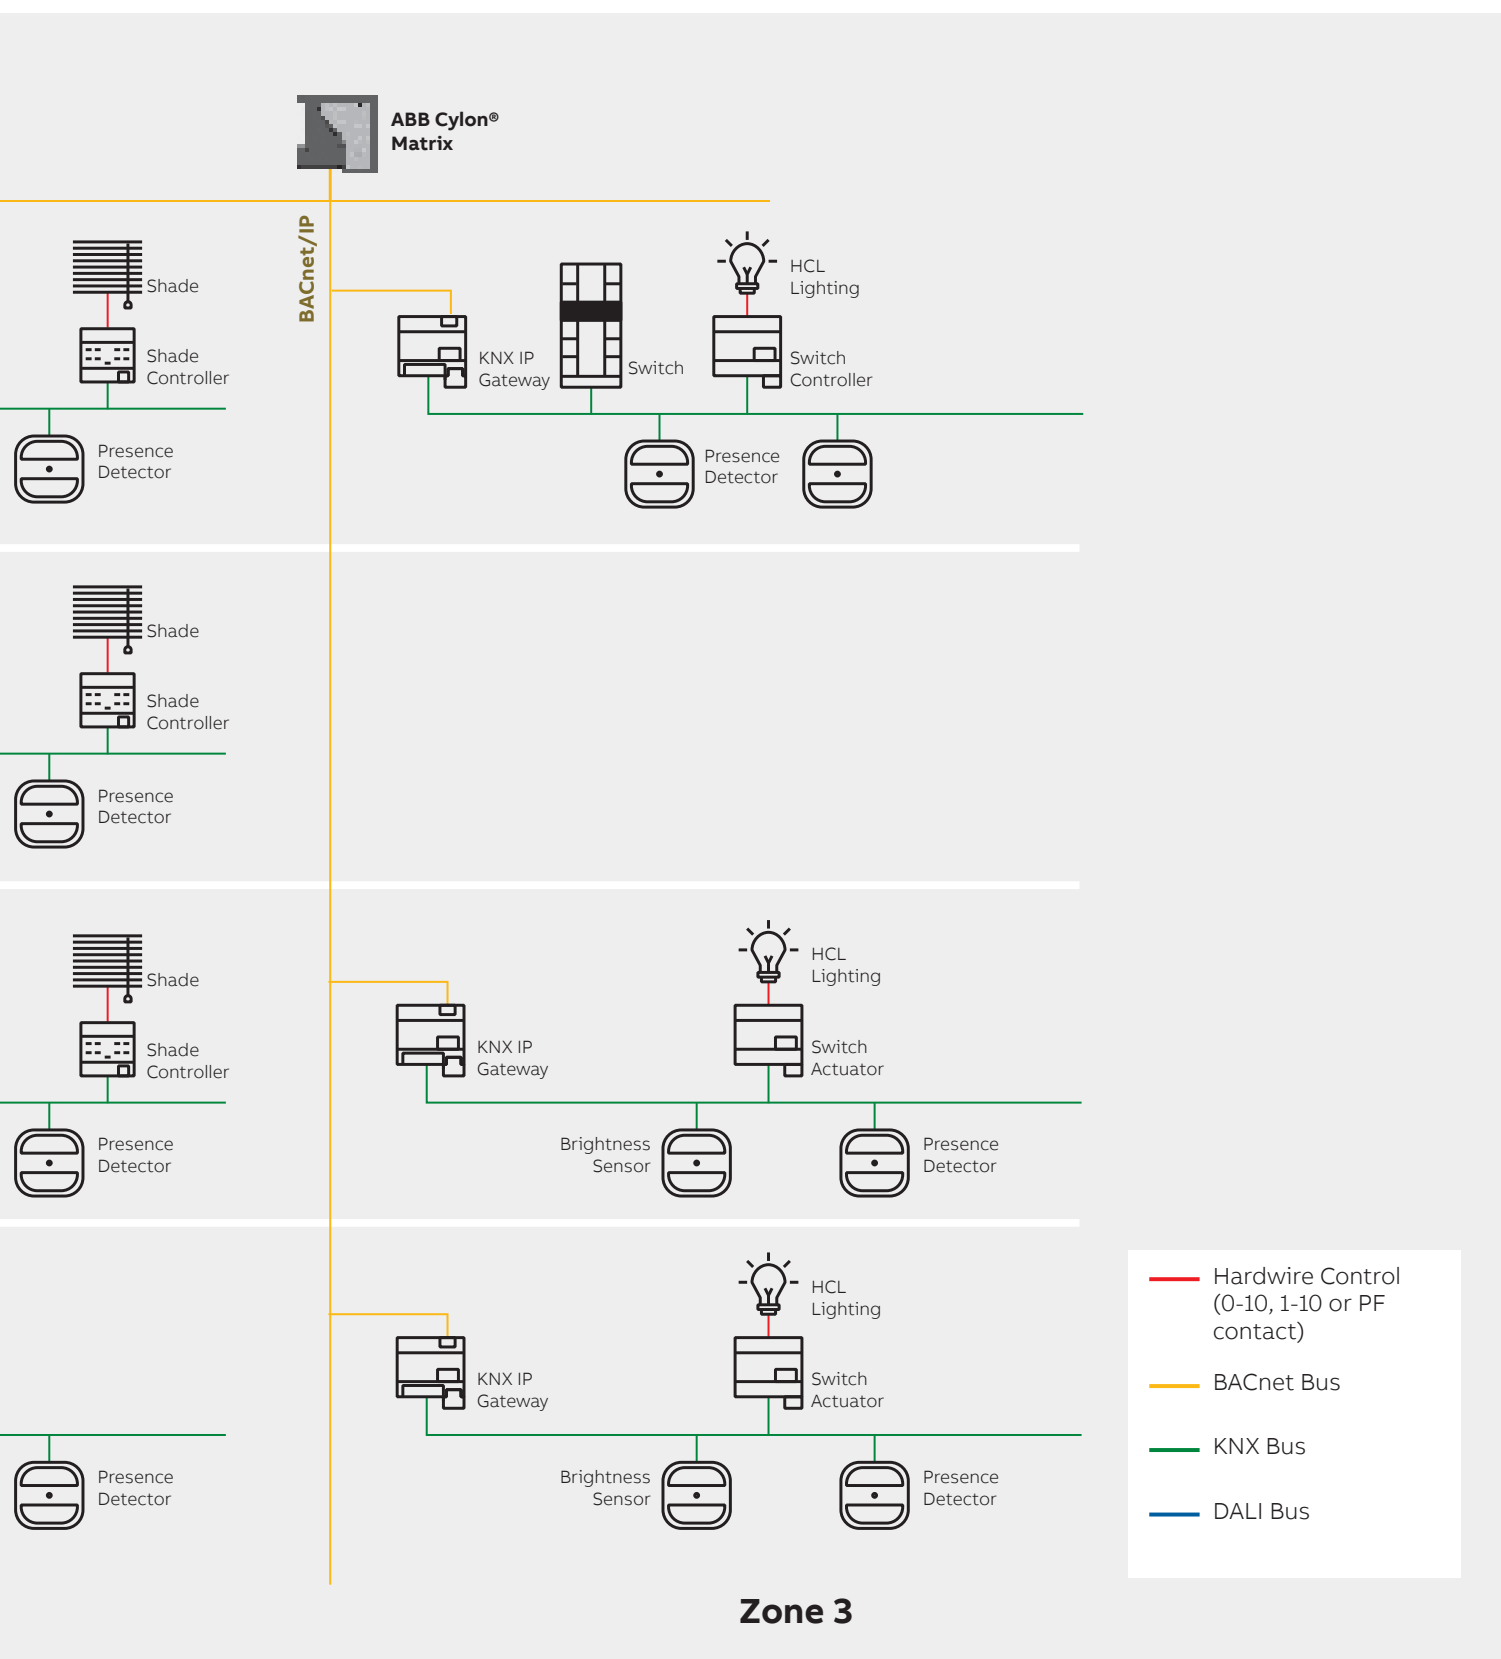 ABB Cylon®
Matrix
BACnet/IP
Shade
Shade
Controller
Presence
Detector
KNX IP
Gateway
Switch
HCL
Lighting
Switch
Controller
Presence
Detector
Shade
Shade
Controller
Presence
Detector
Shade
Shade
Controller
Presence
Detector
KNX IP
Gateway
HCL
Lighting
Switch
Actuator
Brightness
Sensor
Presence
Detector
Presence
Detector
KNX IP
Gateway
HCL
Lighting
Switch
Actuator
Brightness
Sensor
Presence
Detector
Hardwire Control
(0-10, 1-10 or PF
contact)
BACnet Bus
KNX Bus
DALI Bus
Zone 3